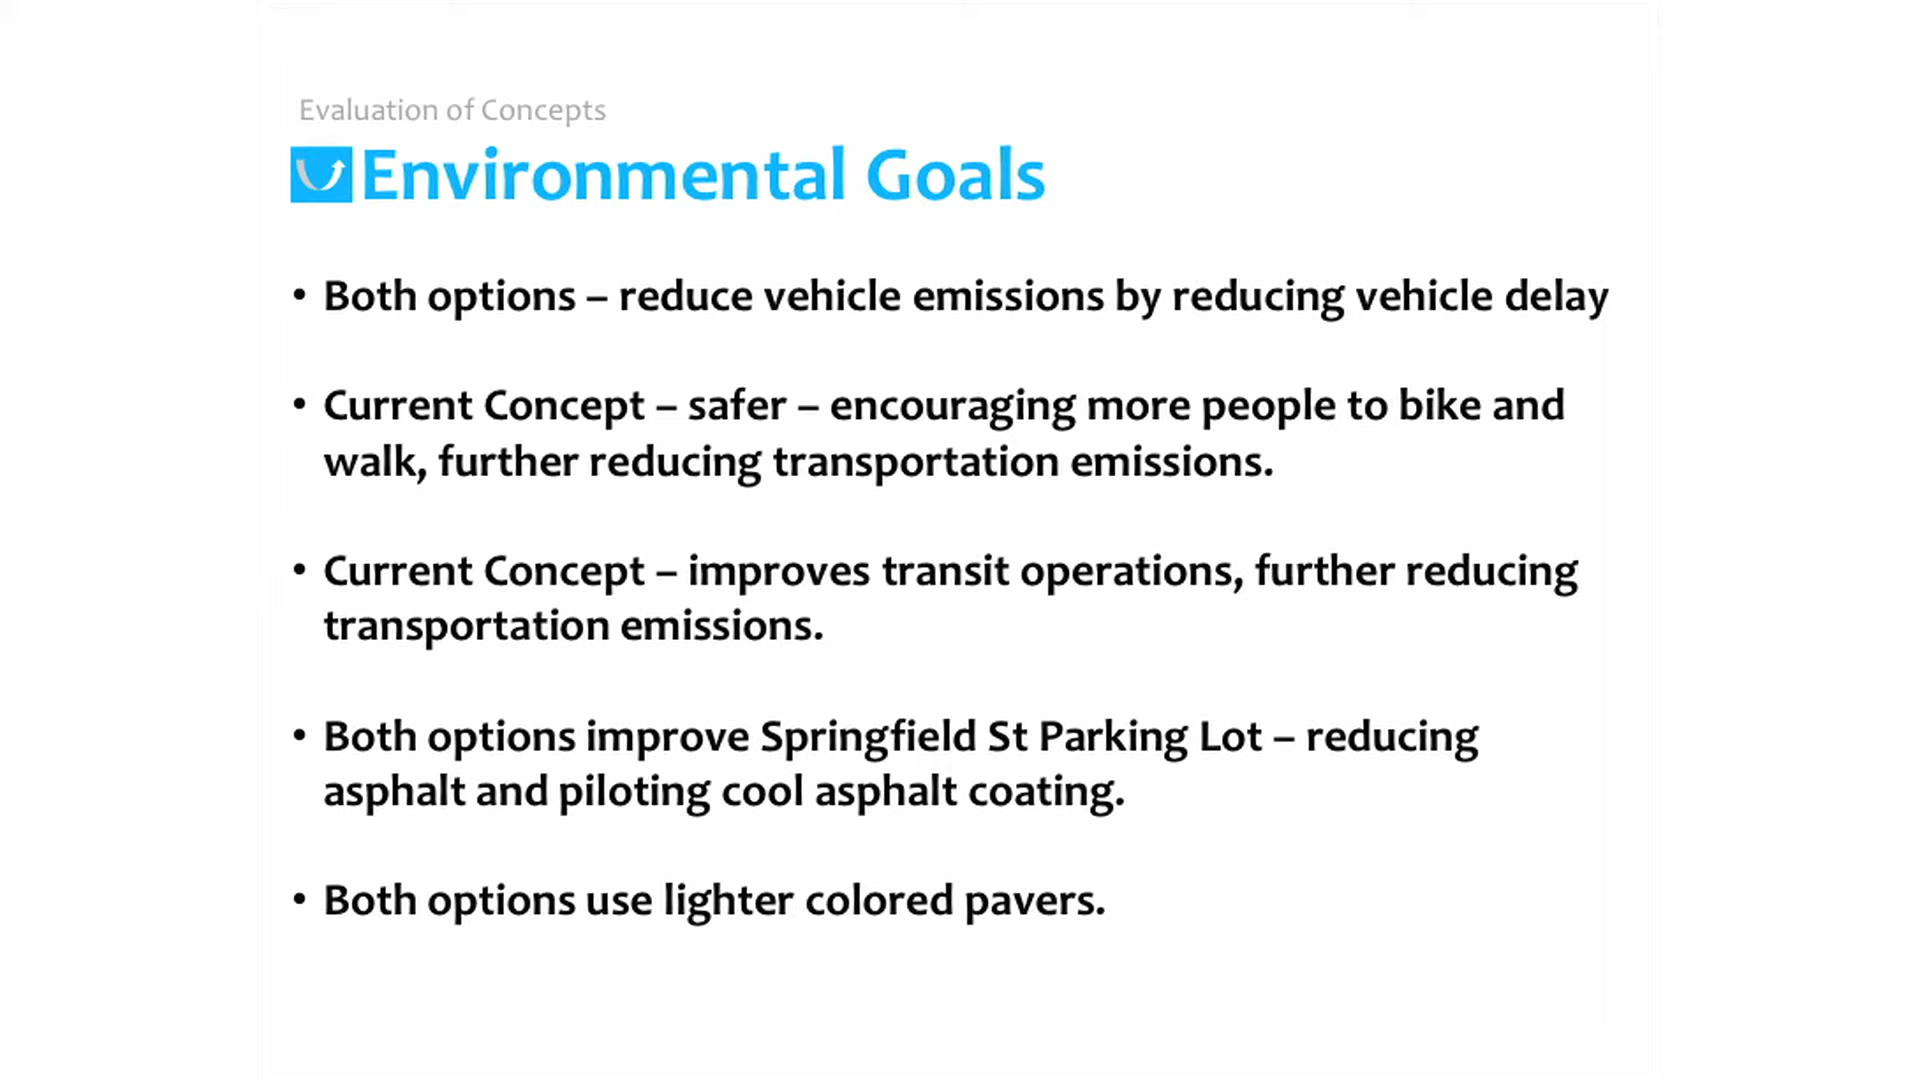 Evaluation of Concepts
Environmental Goals
• Both options – reduce vehicle emissions by reducing vehicle delay
• Current Concept – safer – encouraging more people to bike and
walk, further reducing transportation emissions.
• Current Concept – improves transit operations, further reducing
transportation emissions.
• Both options improve Springfield St Parking Lot – reducing
asphalt and piloting cool asphalt coating.
• Both options use lighter colored pavers.